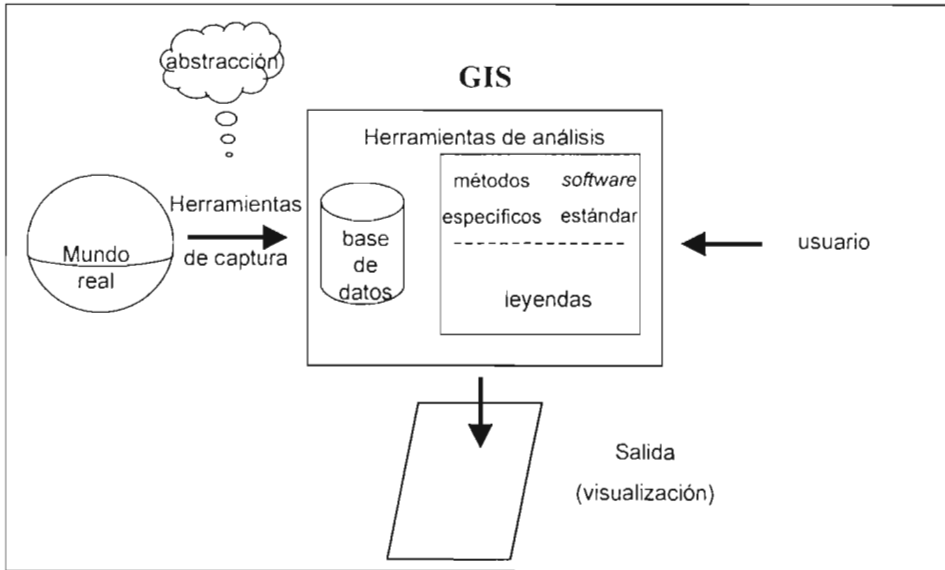 abstracción
GIS
Herramientas de análisis
métodos software
especificos estándar
leyendas
base
de
datos
Mundo
real
Herramientas
de captura
usuario
Salida
(visualización)